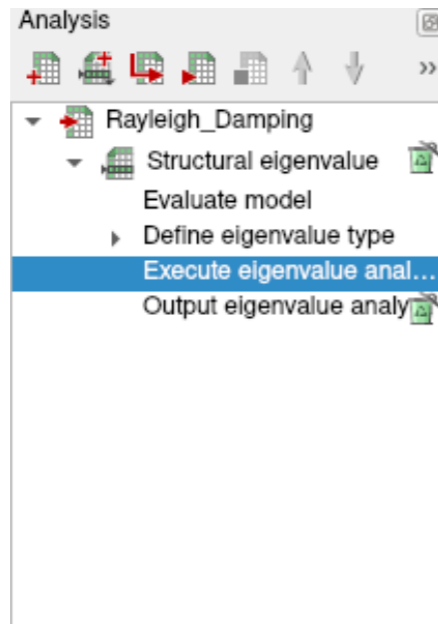 Analysis
»
Rayleigh_Damping
Structural eigenvalue
Evaluate model
Define eigenvalue type
Execute eigenvalue anal...
Output eigenvalue analy